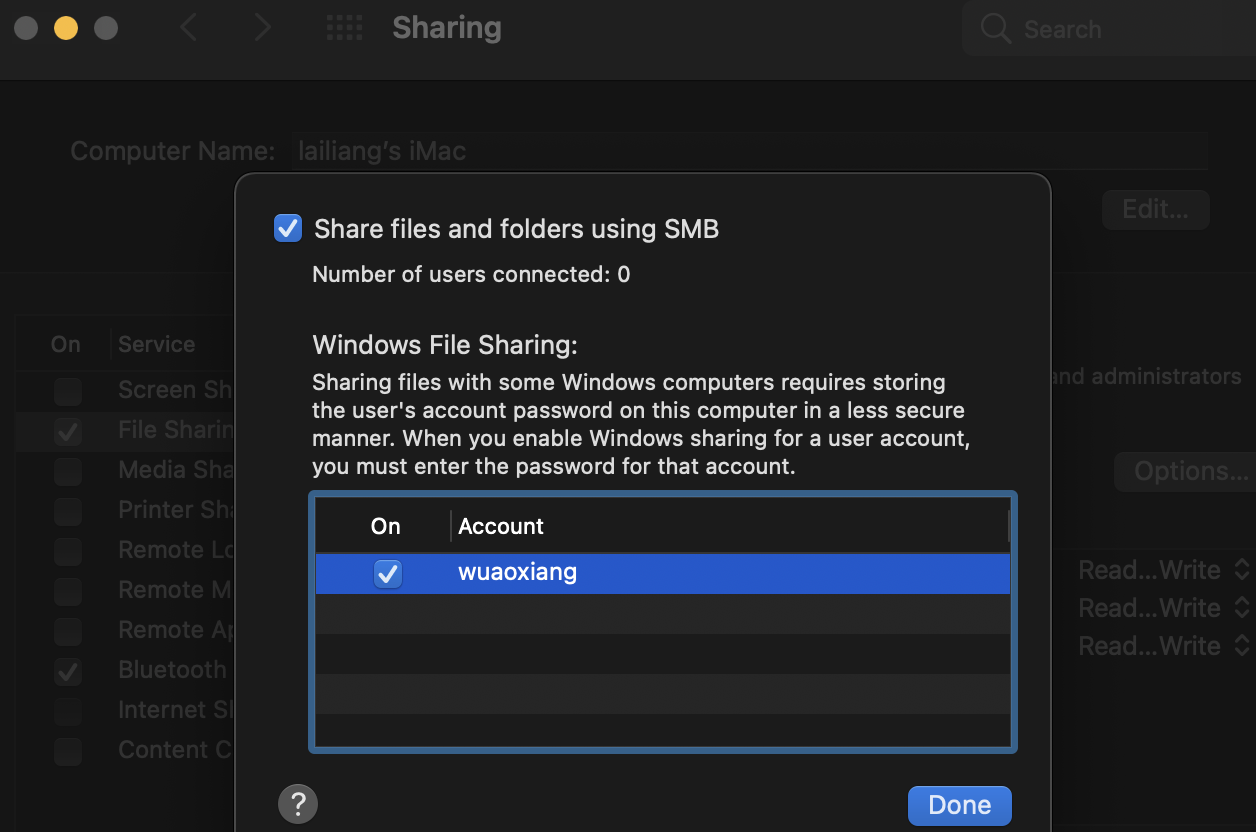 Sharing
Search
Computer Name: lailiang's iMac
Edit...
Share files and folders using SMB
Number of users connected: 0
Windows File Sharing:
Sharing files with some Windows computers requires storing
the user's account password on this computer in a less secure
manner. When you enable Windows sharing for a user account,
you must enter the password for that account.
On Account
wuaoxiang
?
Done
On Service
Screen Sh
File Sharin
Media Sha
Printer Sha
Remote Lo
Remote M
Remote Ap
Bluetooth
Internet Sh
Content C
and administrators
Options...
Read...Write
Read...Write
Read...Write